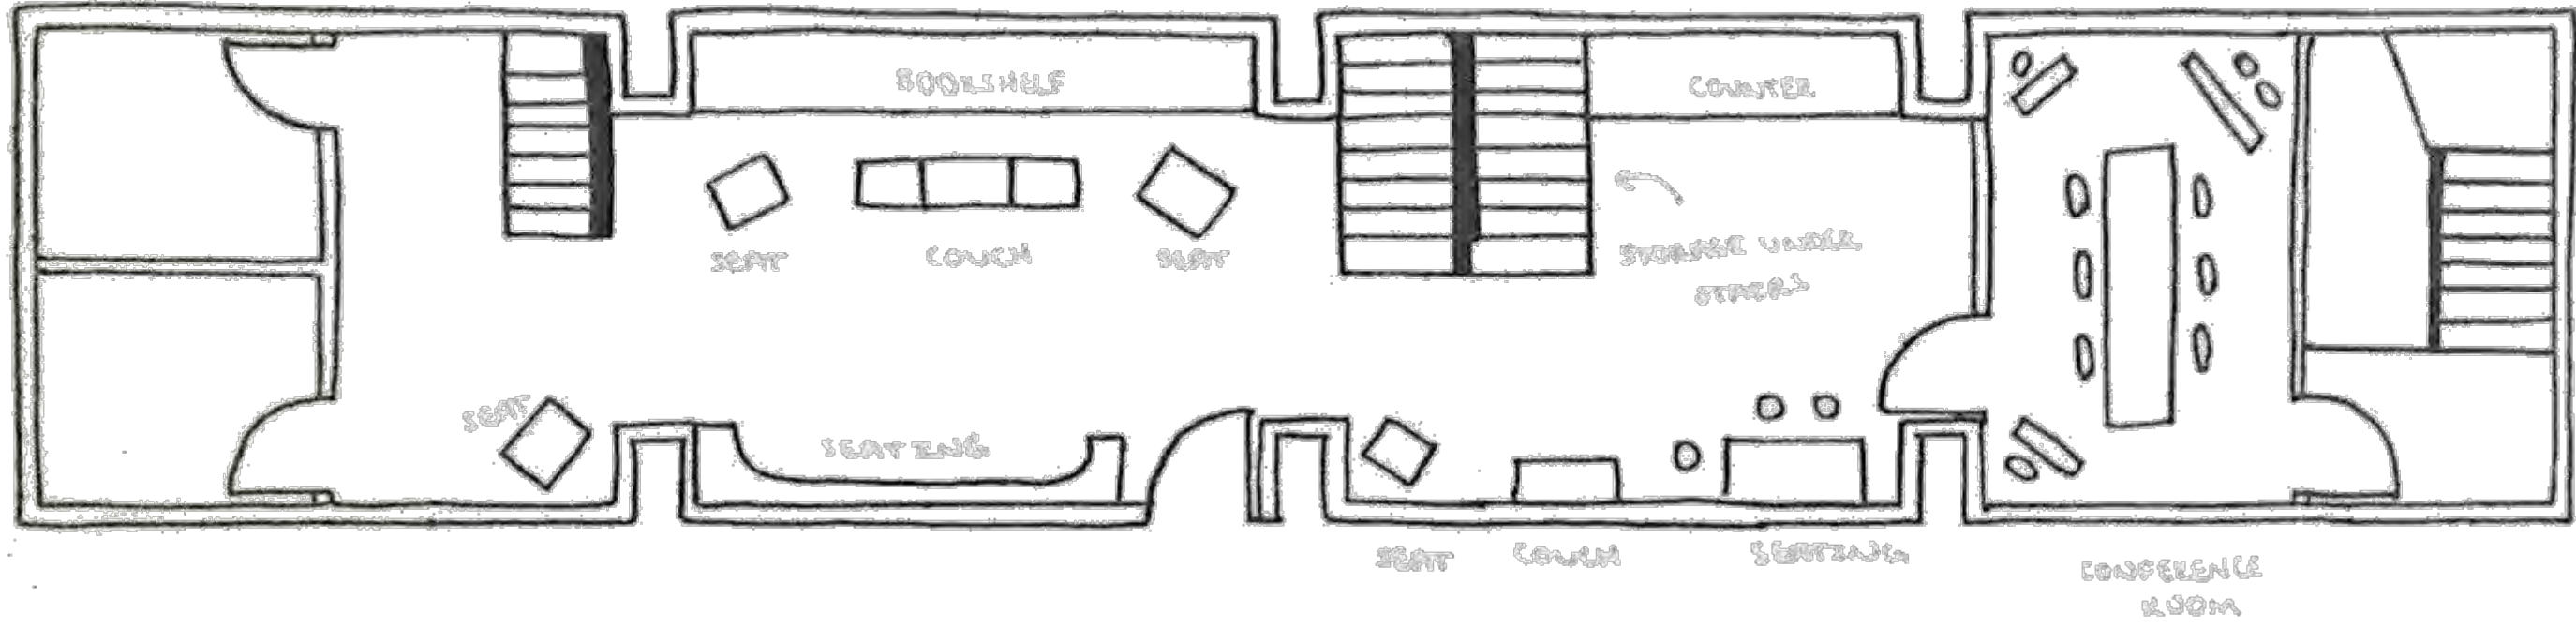 BOOKSHELF
COUNTER
SEAT
COUCH
SEAT
STORAGE UNDER
STAIRS
SEAT
SEATING
SEAT
COUCH
SEATING
CONFERENCE
ROOM